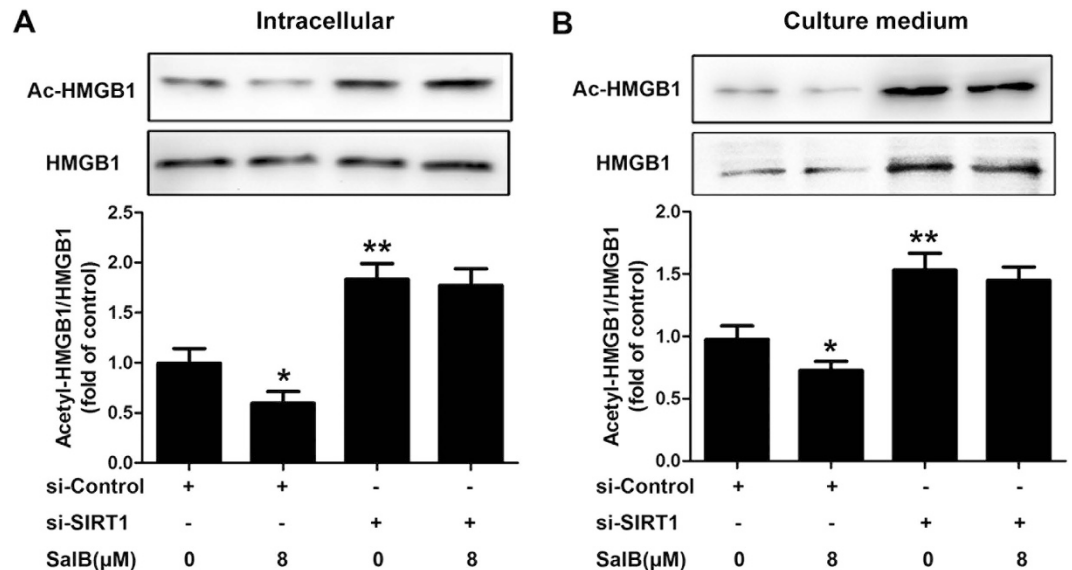 A Intracellular
Ac-HMGB1
HMGB1
Acetyl-HMGB1/HMGB1
(fold of control)
2.5
2.0
1.5
1.0
0.5
0.0
**
*
si-Control + + - -
si-SIRT1 - - + +
SalB(μM) 0 8 0 8
B Culture medium
Ac-HMGB1
HMGB1
Acetyl-HMGB1/HMGB1
(fold of control)
2.0
1.5
1.0
0.5
0.0
**
*
si-Control + + - -
si-SIRT1 - - + +
SalB(μM) 0 8 0 8